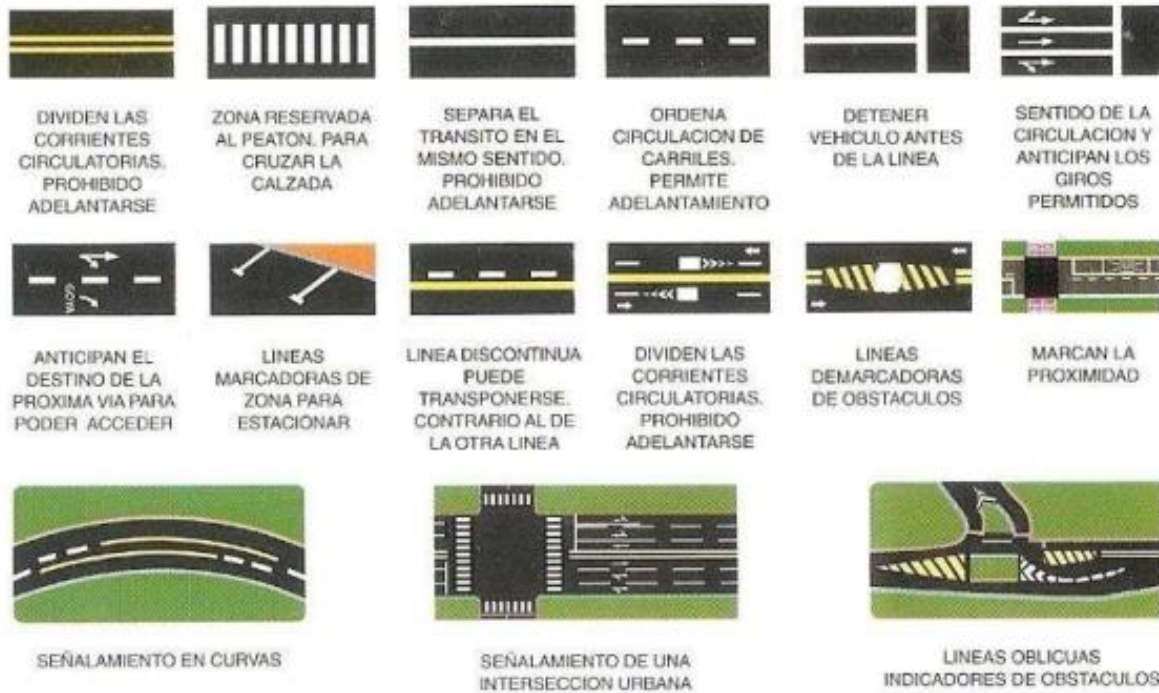 DIVIDEN LAS
CORRIENTES
CIRCULATORIAS.
PROHIBIDO
ADELANTARSE
ZONA RESERVADA
AL PEATON. PARA
CRUZAR LA
CALZADA
SEPARA EL
TRANSITO EN EL
MISMO SENTIDO.
PROHIBIDO
ADELANTARSE
ORDENA
CIRCULACION DE
CARRILES.
PERMITE
ADELANTAMIENTO
DETENER
VEHICULO ANTES
DE LA LINEA
SENTIDO DE LA
CIRCULACION Y
ANTICIPAN LOS
GIROS
PERMITIDOS
GOYA
ANTICIPAN EL
DESTINO DE LA
PROXIMA VIA PARA
PODER ACCEDER
LINEAS
MARCADORAS DE
ZONA PARA
ESTACIONAR
LINEA DISCONTINUA
PUEDE
TRANSPONERSE.
CONTRARIO AL DE
LA OTRA LINEA
DIVIDEN LAS
CORRIENTES
CIRCULATORIAS.
PROHIBIDO
ADELANTARSE
LINEAS
DEMARCADORAS
DE OBSTACULOS
MARCAN LA
PROXIMIDAD
SEÑALAMIENTO EN CURVAS
SEÑALAMIENTO DE UNA
INTERSECCION URBANA
LINEAS OBLICUAS
INDICADORES DE OBSTACULOS